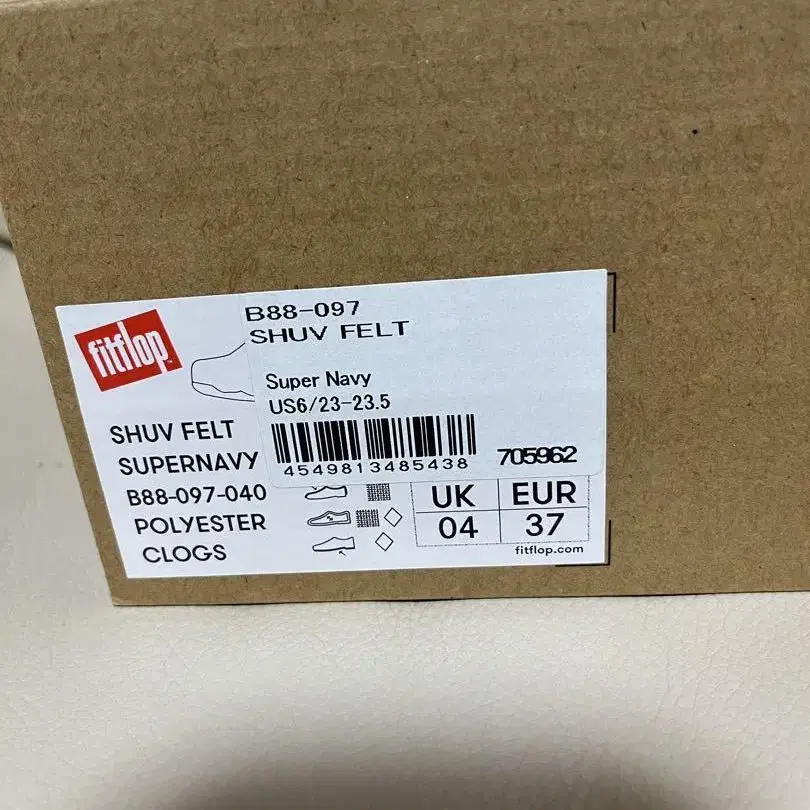 fitflop
B88-097
SHUV FELT
Super Navy
US6/23-23.5
4549813485438
705962
SHUV FELT
SUPERNAVY
B88-097-040
POLYESTER
CLOGS
UK EUR
04 37
fitflop.com